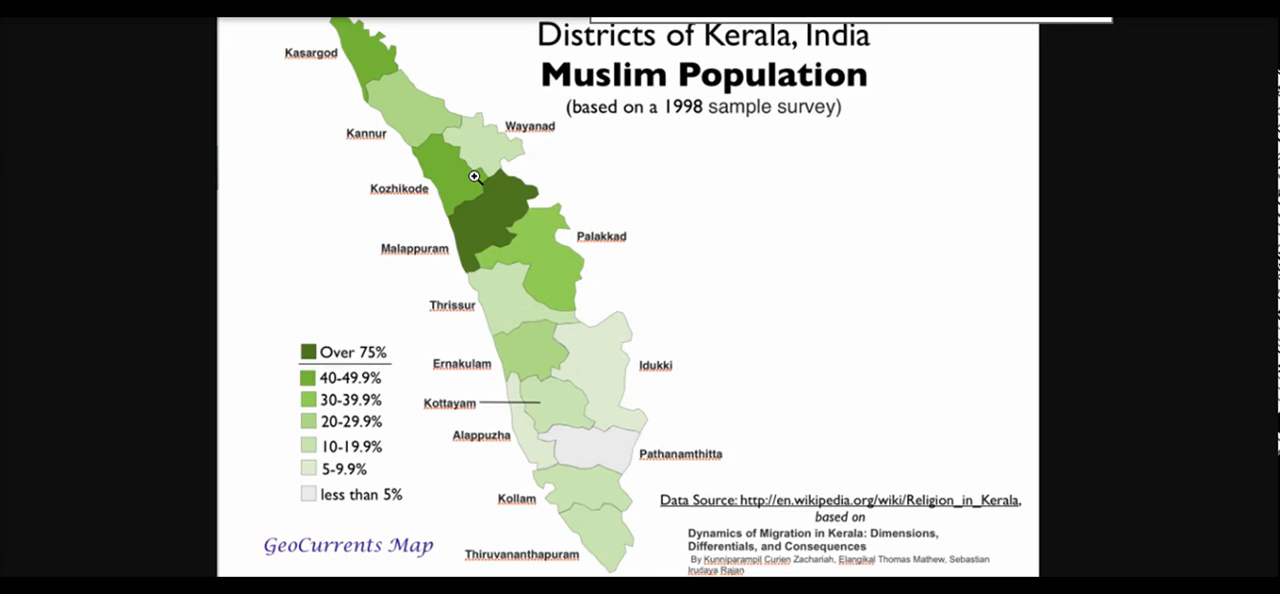 Districts of Kerala, India
Muslim Population
(based on a 1998 sample survey)
Kasargod
Kannur
Wayanad
Kozhikode
Malappuram
Palakkad
Thrissur
Ernakulam
Idukki
Kottayam
Alappuzha
Pathanamthitta
Kollam
Thiruvananthapuram
Over 75%
40-49.9%
30-39.9%
20-29.9%
10-19.9%
5-9.9%
less than 5%
GeoCurrents Map
Data Source: http://en.wikipedia.org/wiki/Religion_in_Kerala,
based on
Dynamics of Migration in Kerala: Dimensions,
Differentials, and Consequences
By Kunniparampil Curien Zachariah, Elangikal Thomas Mathew, Sebastian
Irudaya Rajan